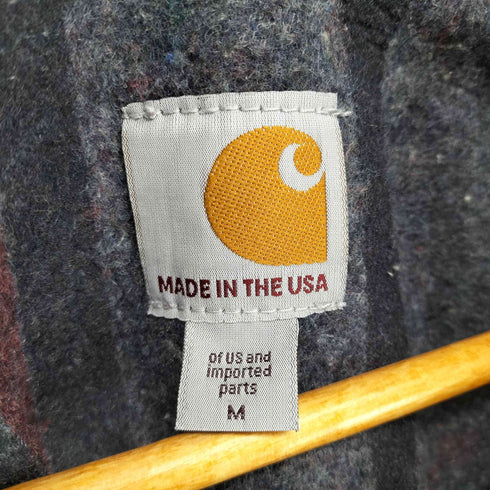 MADE IN THE USA
of US and
imported
parts
M